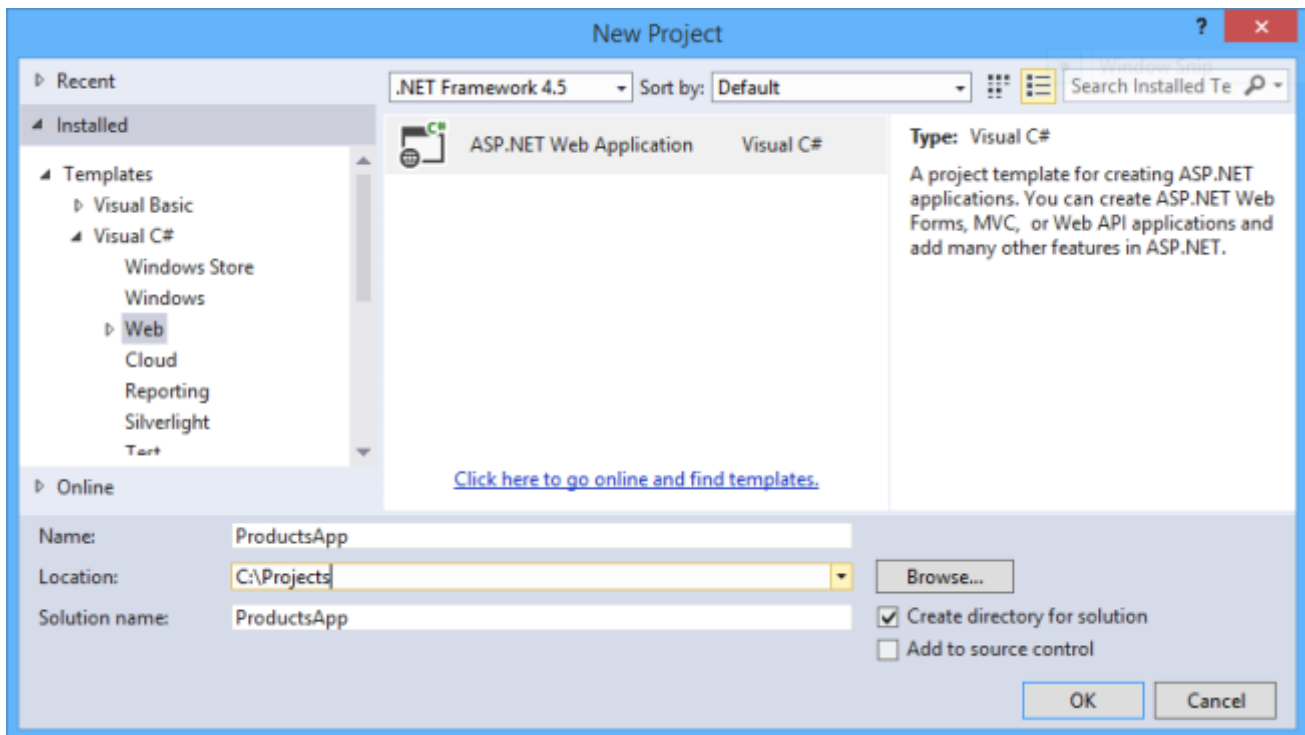 New Project
?
Recent
.NET Framework 4.5
Sort by: Default
Search Installed Te
Installed
Templates
Visual Basic
Visual C#
Windows Store
Windows
Web
Cloud
Reporting
Silverlight
Test
Online
C#
ASP.NET Web Application Visual C#
Click here to go online and find templates.
Type: Visual C#
A project template for creating ASP.NET
applications. You can create ASP.NET Web
Forms, MVC, or Web API applications and
add many other features in ASP.NET.
Window Snip
Name: ProductsApp
Location: C:\Projects
Browse...
Solution name: ProductsApp
Create directory for solution
Add to source control
OK Cancel